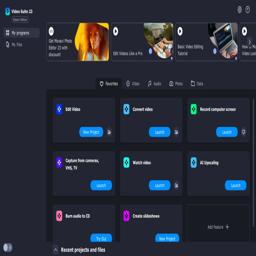 Video Suite 23
My programs
My files
Get Movavi Photo
Editor 23 with
discount!
Edit Videos Like a Pro
Basic Video Editing
Tutorial
How to M
Favorites
Video
Audio
Photo
Data
Edit Video
New Project
Convert video
Launch
Record computer screen
Launch
Capture from cameras,
VHS, TV
Launch
Watch video
Launch
AI Upscaling
Launch
Burn audio to CD
Try Out
Create slideshows
New Project
Add feature +
Recent projects and files